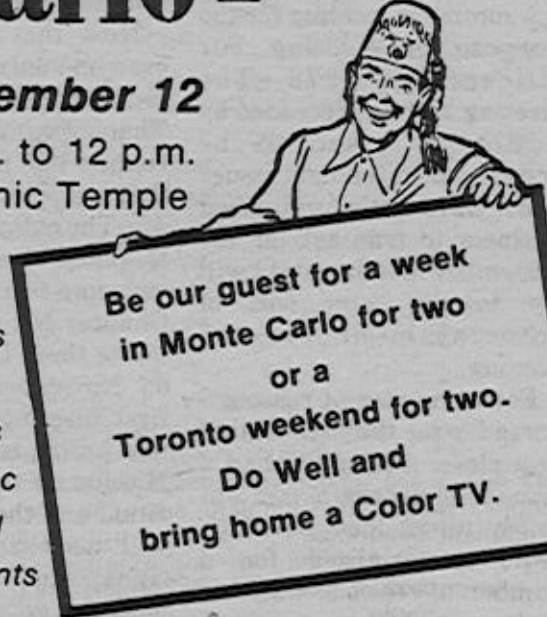 ember 12
. to 12 p.m.
nic Temple
Be our guest for a week
in Monte Carlo for two
or a
Toronto weekend for two.
Do Well and
bring home a Color TV.
s
c
nts